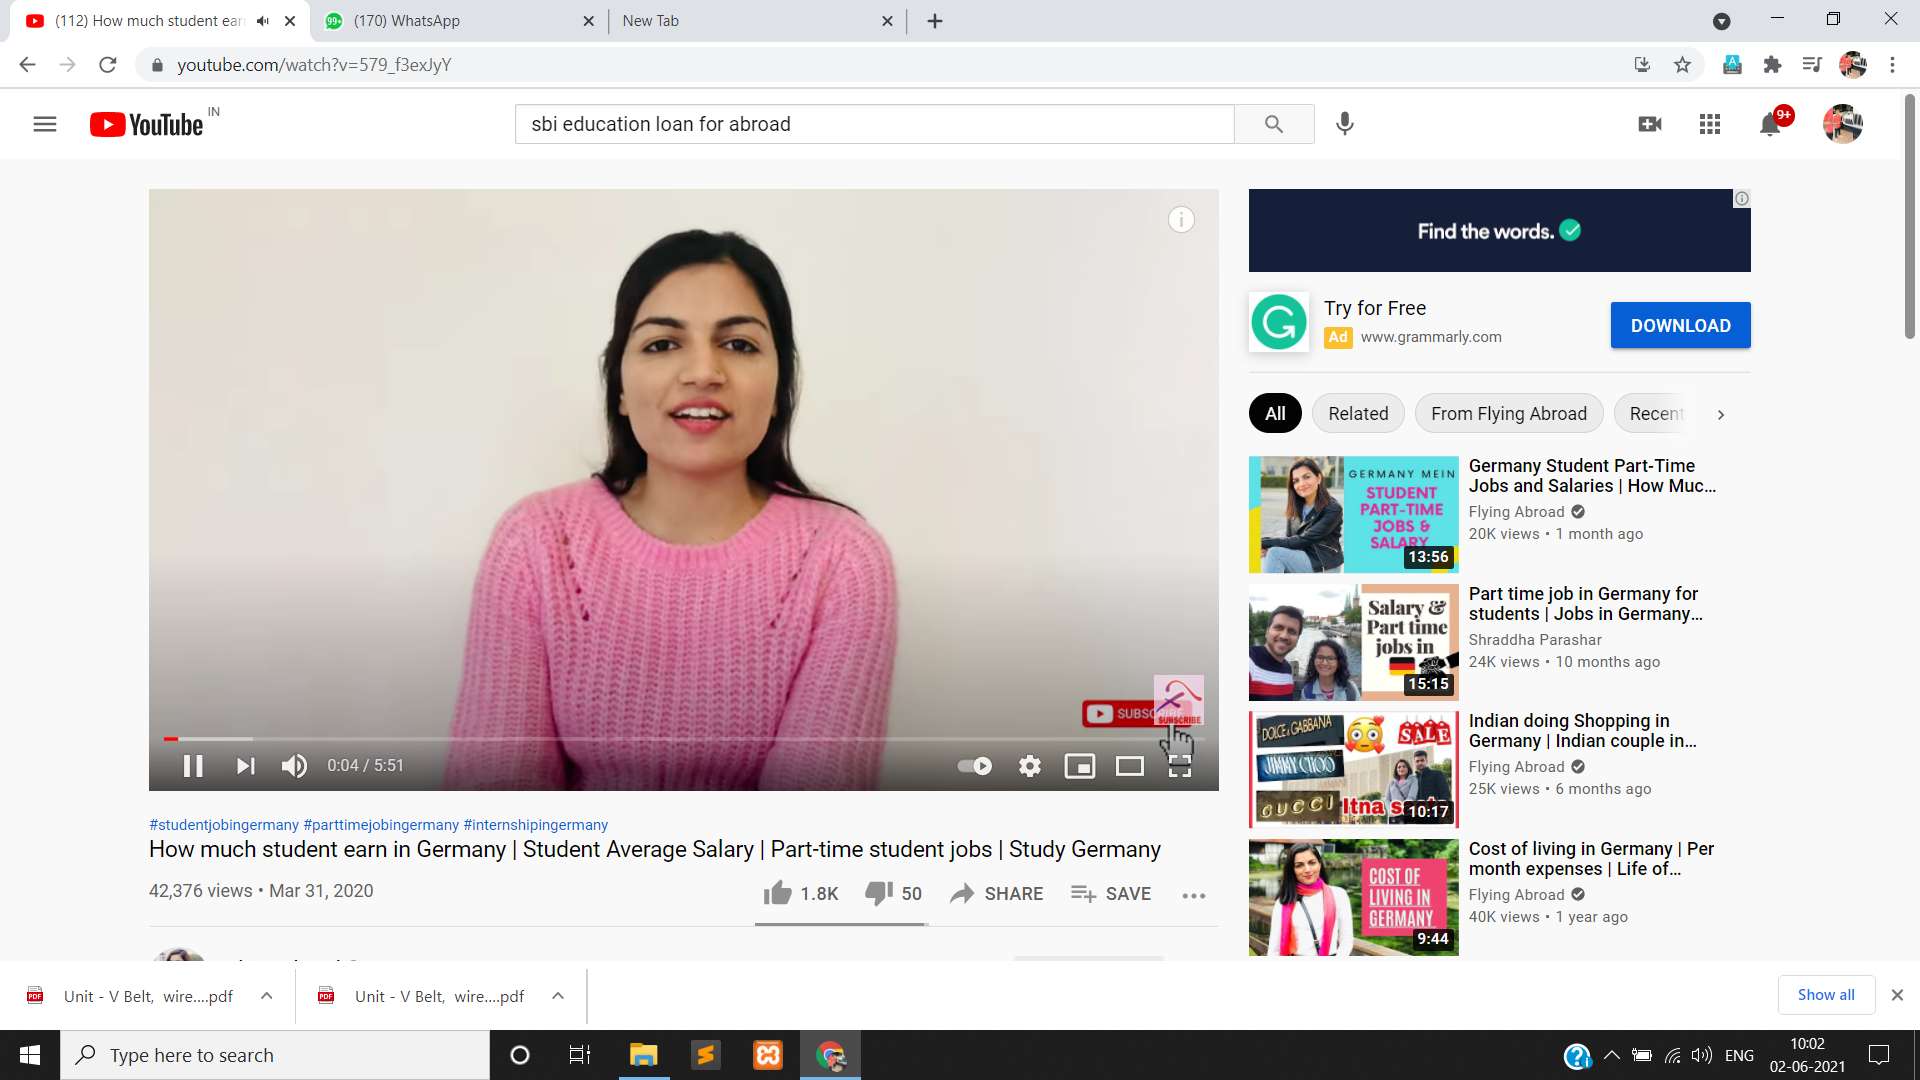 (112) How much student earn
(170) WhatsApp
New Tab
youtube.com/watch?v=579_f3exJyY
YouTube IN
sbi education loan for abroad
9+
SUBSCRIBE
0:04 / 5:51
#studentjobingermany #parttimejobingermany #internshipingermany
How much student earn in Germany | Student Average Salary | Part-time student jobs | Study Germany
42,376 views • Mar 31, 2020
1.8K
50
SHARE
SAVE
Find the words.
Try for Free
Ad www.grammarly.com
DOWNLOAD
All
Related
From Flying Abroad
Recent
GERMANY MEIN
STUDENT
PART-TIME
JOBS &
SALARY
13:56
Germany Student Part-Time
Jobs and Salaries | How Muc...
Flying Abroad
20K views • 1 month ago
Salary &
Part time
jobs in
15:15
Part time job in Germany for
students | Jobs in Germany...
Shraddha Parashar
24K views • 10 months ago
DOLCE & GABBANA
SALE
JIMMY CHOO
GUCCI
Itna
10:17
Indian doing Shopping in
Germany | Indian couple in...
Flying Abroad
25K views • 6 months ago
COST OF
LIVING IN
GERMANY
9:44
Cost of living in Germany | Per
month expenses | Life of...
Flying Abroad
40K views • 1 year ago
Unit - V Belt, wire....pdf
Unit - V Belt, wire....pdf
Show all
Type here to search
ENG
10:02
02-06-2021